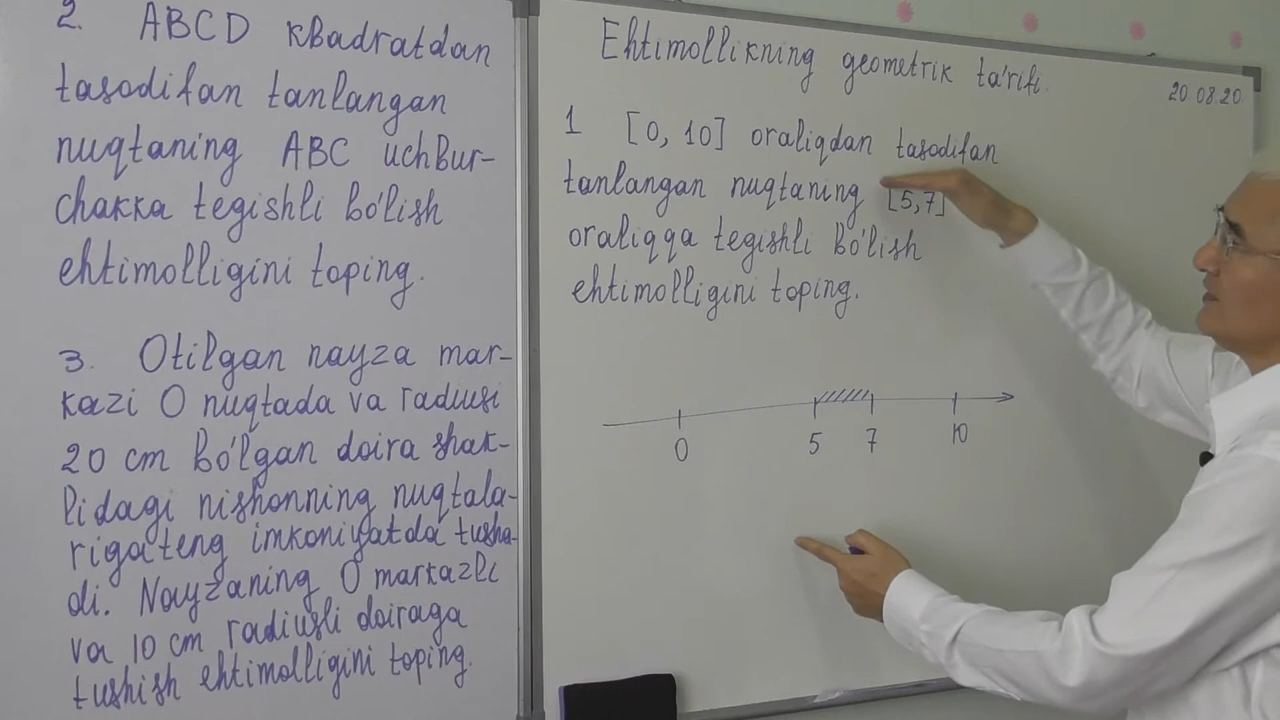 2. ABCD kvadratdan
tasodifan tanlangan
nuqtaning ABC uchbur-
chakka tegishli bo'lish
ehtimolligini toping.
3. Otilgan nayza mar-
kazi O nuqtada va radiusi
20 cm bo'lgan doira shak-
lidagi nishonning nuqtala-
riga teng imkoniyatda tusha-
di. Nayzaning O markazli
va 10 cm radiusli doiraga
tushish ehtimolligini toping.
Ehtimollikning geometrik ta'rifi.
20 08.20
1 [0, 10] oraliqdan tasodifan
tanlangan nuqtaning [5,7]
oraliqqa tegishli bo'lish
ehtimolligini toping.
0 5 7 10